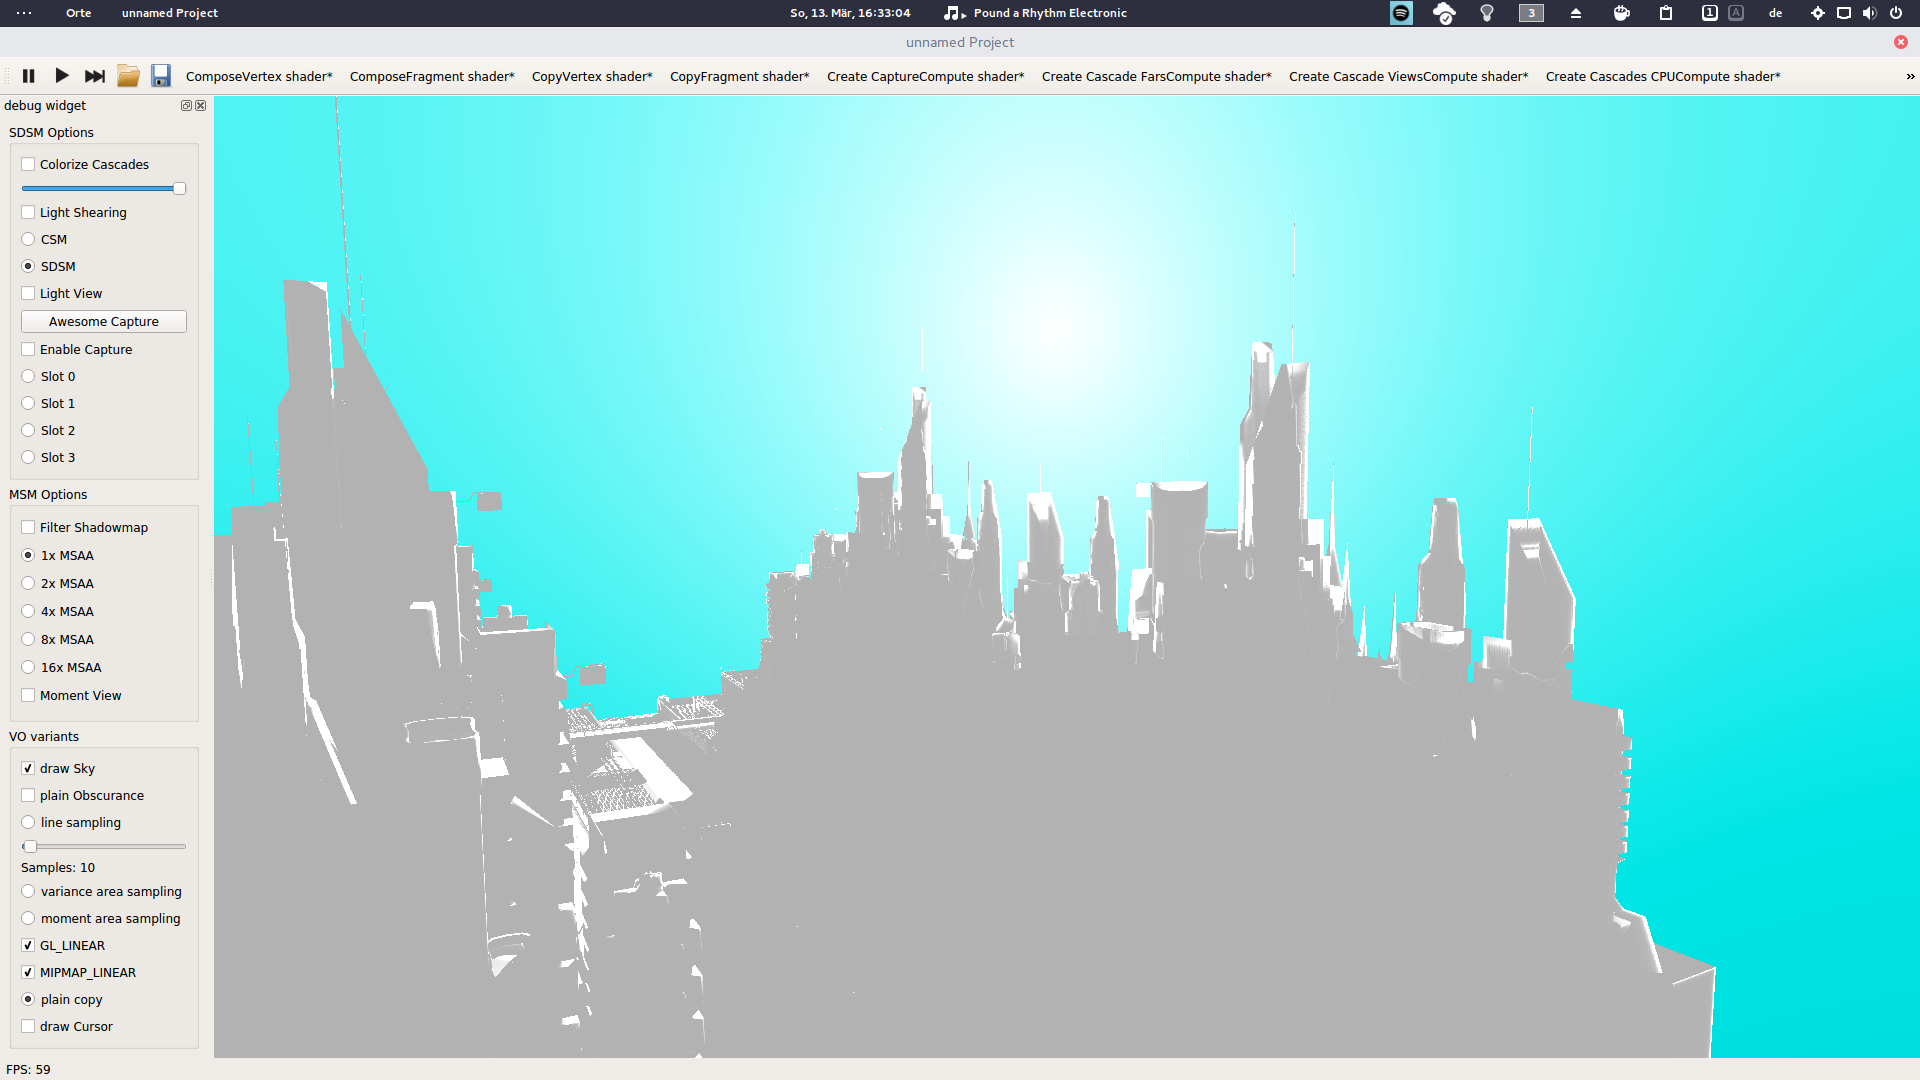 Orte unnamed Project So, 13. Mär, 16:33:04 Pound a Rhythm Electronic 3 1 A de
unnamed Project
ComposeVertex shader* ComposeFragment shader* CopyVertex shader* CopyFragment shader* Create CaptureCompute shader* Create Cascade FarsCompute shader* Create Cascade ViewsCompute shader* Create Cascades CPUCompute shader* »
debug widget
SDSM Options
Colorize Cascades
Light Shearing
CSM
SDSM
Light View
Awesome Capture
Enable Capture
Slot 0
Slot 1
Slot 2
Slot 3
MSM Options
Filter Shadowmap
1x MSAA
2x MSAA
4x MSAA
8x MSAA
16x MSAA
Moment View
VO variants
draw Sky
plain Obscurance
line sampling
Samples: 10
variance area sampling
moment area sampling
GL_LINEAR
MIPMAP_LINEAR
plain copy
draw Cursor
FPS: 59